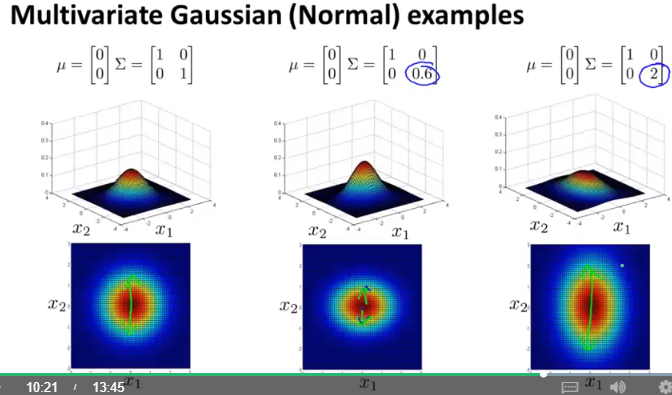 Multivariate Gaussian (Normal) examples
μ = [0 0] Σ = [1 0 0 1]
μ = [0 0] Σ = [1 0 0 0.6]
μ = [0 0] Σ = [1 0 0 2]
x₂ x₁
x₂ x₁
x₂ x₁
x₂
x₂
x₂
x₁
x₁
x₁
10:21 / 13:45